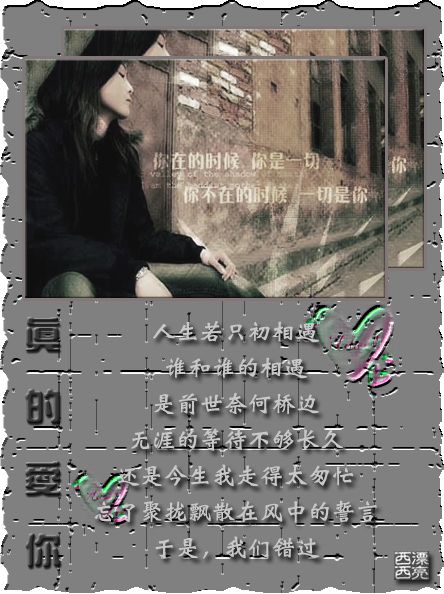 你在的时候 你是一切
valley of the shadow
你不在的時候 一切是你
你
眞的愛你
人生若只初相遇
谁和谁的相遇
是前世奈何桥边
无涯的等待不够长久
还是今生我走得太匆忙
忘了聚拢飘散在风中的誓言
于是，我们错过
漂亮
西西